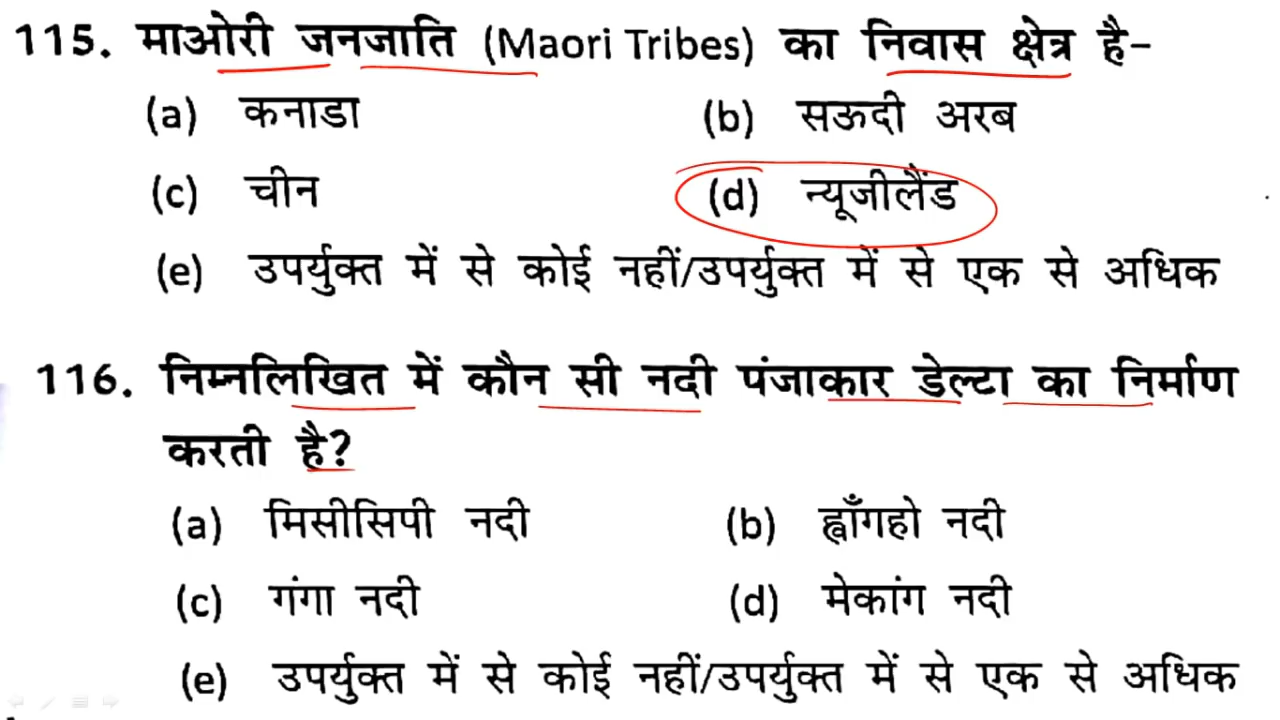 115. माओरी जनजाति (Maori Tribes) का निवास क्षेत्र है–
(a) कनाडा (b) सऊदी अरब
(c) चीन (d) न्यूजीलैंड
(e) उपर्युक्त में से कोई नहीं/उपर्युक्त में से एक से अधिक
116. निम्नलिखित में कौन सी नदी पंजाकार डेल्टा का निर्माण
करती है?
(a) मिसीसिपी नदी (b) ह्वाँगहो नदी
(c) गंगा नदी (d) मेकांग नदी
(e) उपर्युक्त में से कोई नहीं/उपर्युक्त में से एक से अधिक